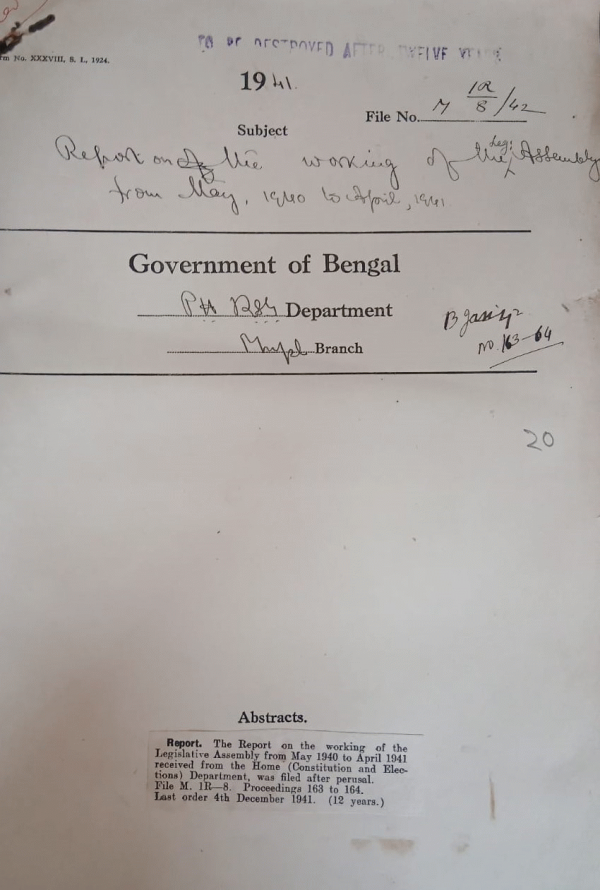 TO BE DESTROYED AFTER TWELVE YEARS
rm No. XXXVIII, S. I., 1924.
1941.
File No. M 1R/8/42
Subject
Report on the working of the Leg: Assembly
from May, 1940 to April, 1941
Government of Bengal
Department
Branch
No. 163-64
20
Abstracts.
Report. The Report on the working of the
Legislative Assembly from May 1940 to April 1941
received from the Home (Constitution and Elec-
tions) Department, was filed after perusal.
File M. 1R—8. Proceedings 163 to 164.
Last order 4th December 1941. (12 years.)